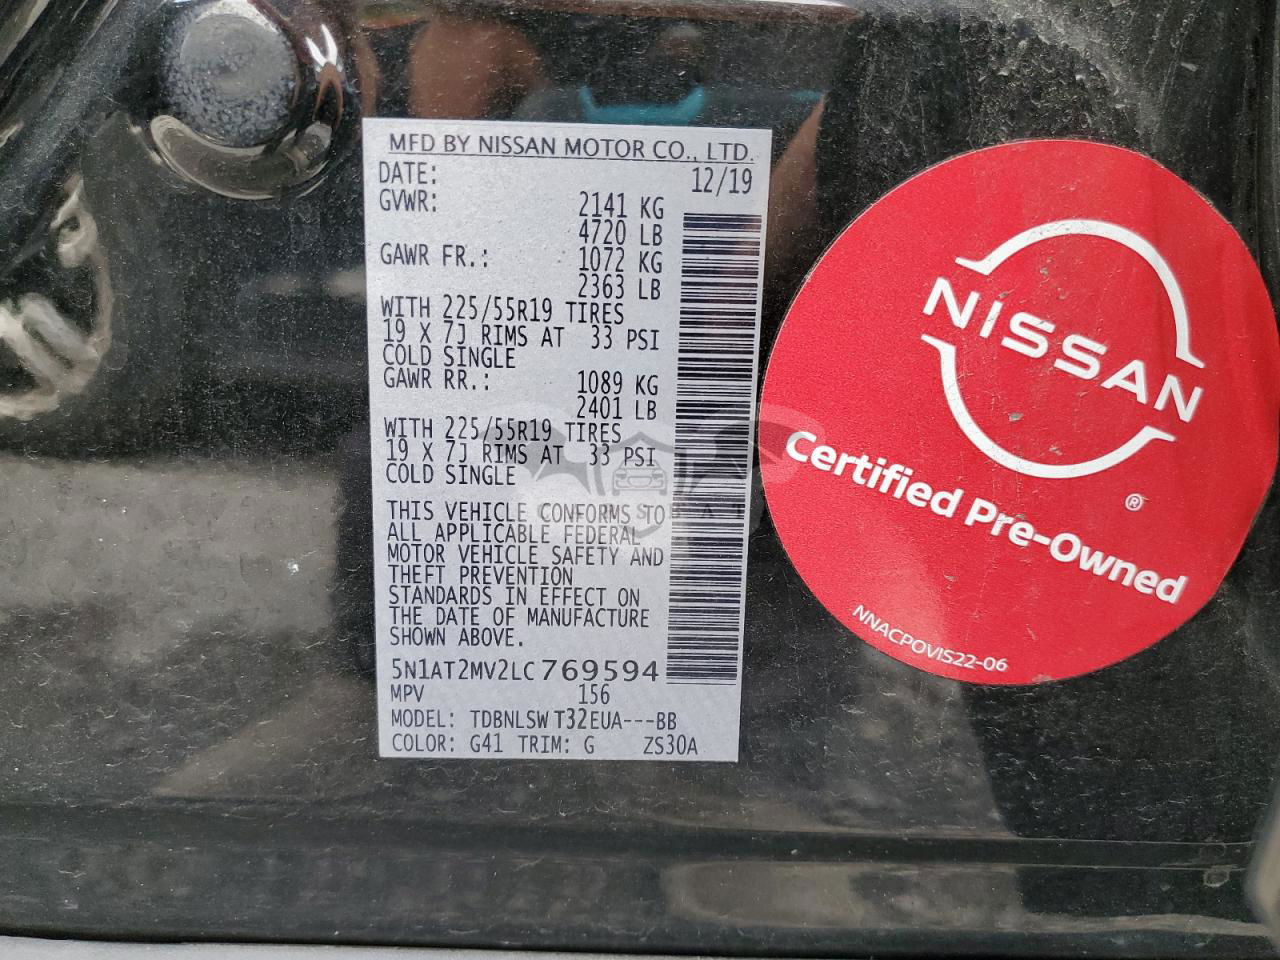 MFD BY NISSAN MOTOR CO., LTD.
DATE: 12/19
GVWR: 2141 KG
4720 LB
GAWR FR.: 1072 KG
2363 LB
WITH 225/55R19 TIRES
19 X 7J RIMS AT 33 PSI
COLD SINGLE
GAWR RR.: 1089 KG
2401 LB
WITH 225/55R19 TIRES
19 X 7J RIMS AT 33 PSI
COLD SINGLE
THIS VEHICLE CONFORMS TO
ALL APPLICABLE FEDERAL
MOTOR VEHICLE SAFETY AND
THEFT PREVENTION
STANDARDS IN EFFECT ON
THE DATE OF MANUFACTURE
SHOWN ABOVE.
5N1AT2MV2LC769594
MPV 156
MODEL: TDBNLSW T32EUA---BB
COLOR: G41 TRIM: G ZS30A
NISSAN
®
Certified Pre-Owned
NNACPOVIS22-06